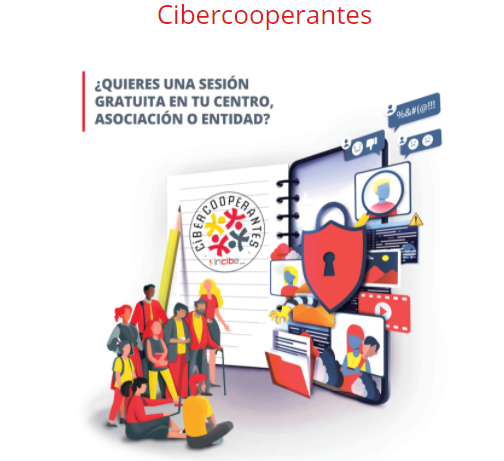 Cibercooperantes
¿QUIERES UNA SESIÓN
GRATUITA EN TU CENTRO,
ASOCIACIÓN O ENTIDAD?
%&#(@!!!
CIBERCOOPERANTES
incibe